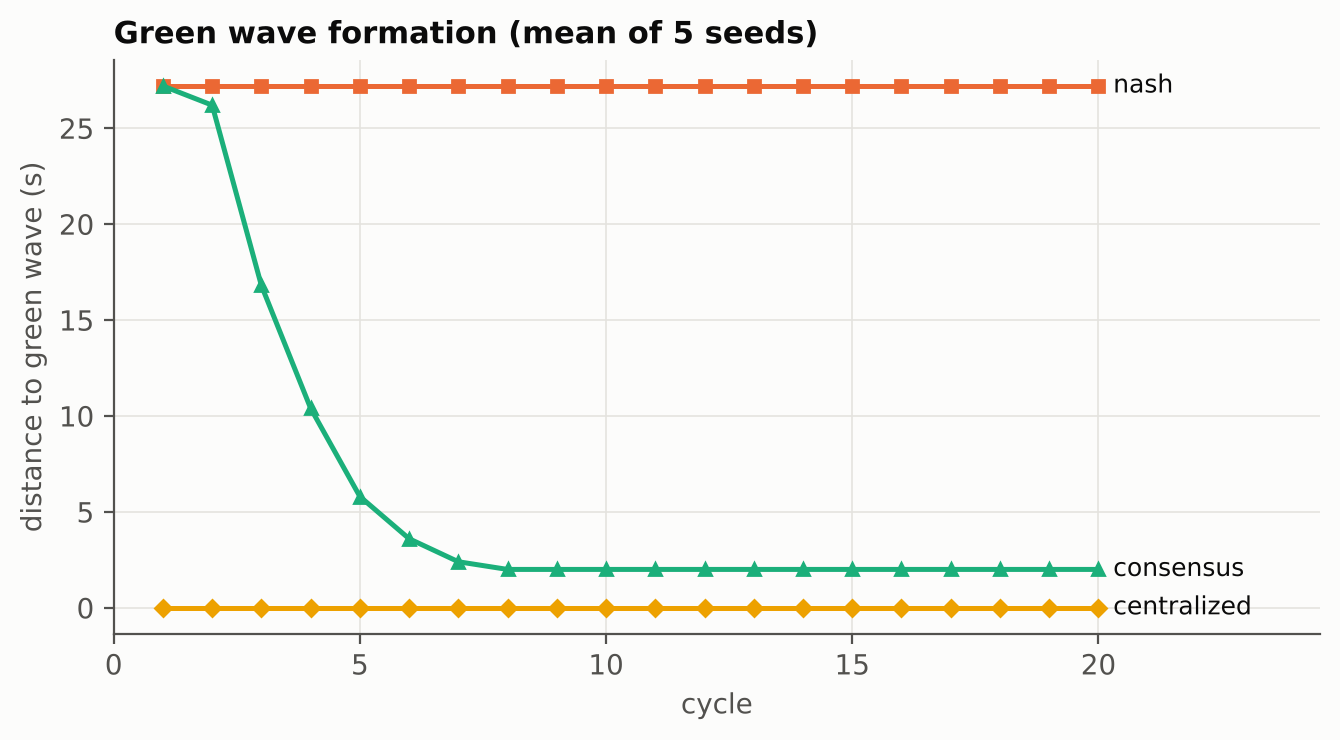 Green wave formation (mean of 5 seeds)
nash
25
20
15
10
5
0
distance to green wave (s)
consensus
centralized
0 5 10 15 20
cycle